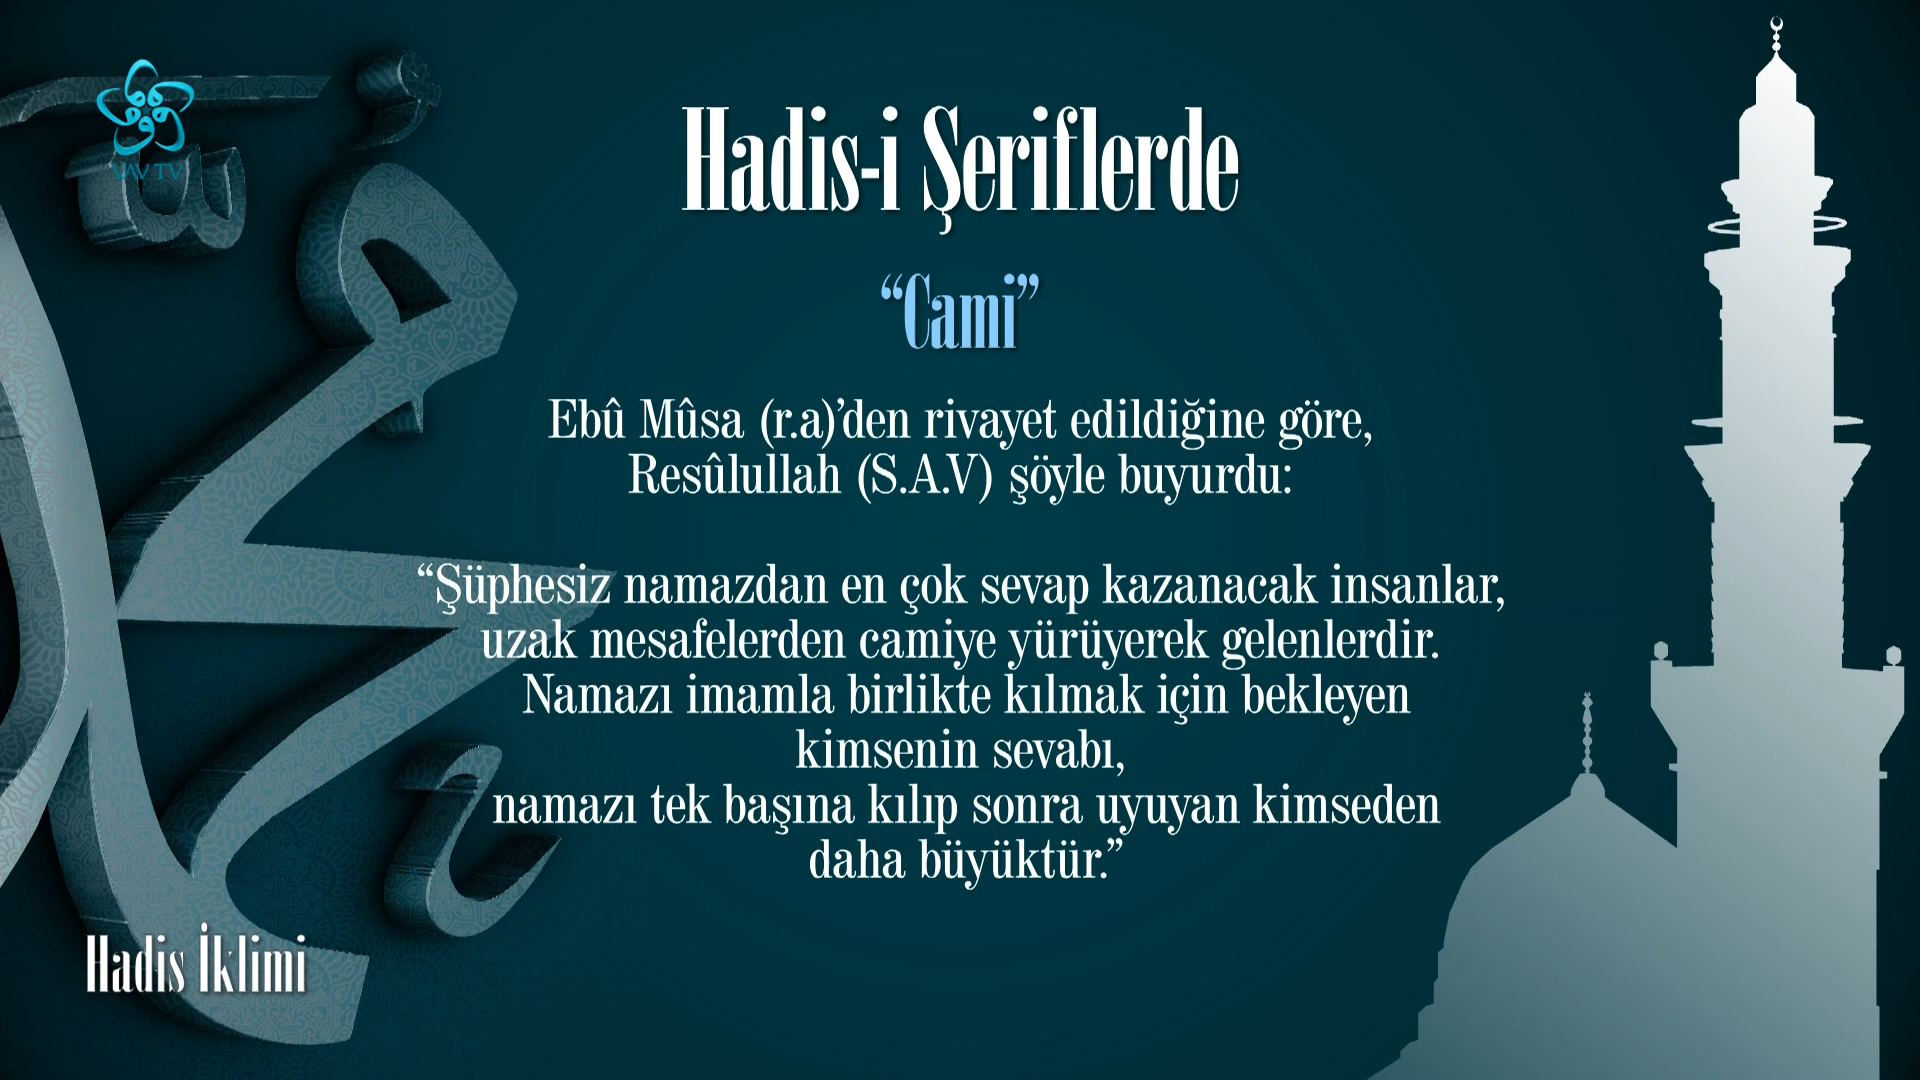 VAV TV
Hadis-i Şeriflerde
“Cami”
Ebû Mûsa (r.a)’den rivayet edildiğine göre,
Resûlullah (S.A.V) şöyle buyurdu:
“Şüphesiz namazdan en çok sevap kazanacak insanlar,
uzak mesafelerden camiye yürüyerek gelenlerdir.
Namazı imamla birlikte kılmak için bekleyen
kimsenin sevabı,
namazı tek başına kılıp sonra uyuyan kimseden
daha büyüktür.”
Hadis İklimi